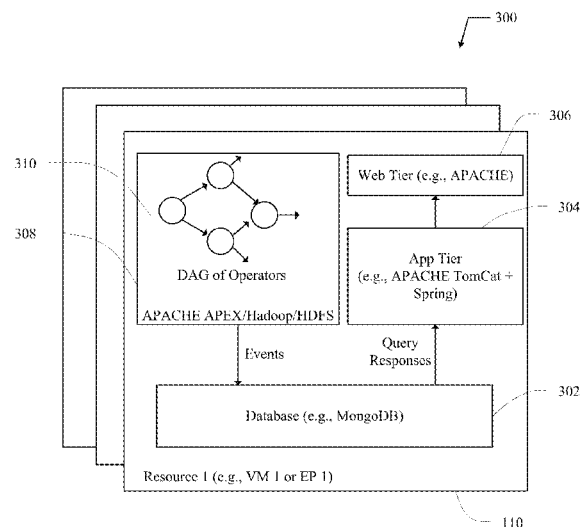 300
306
310
Web Tier (e.g., APACHE)
304
308
App Tier
(e.g., APACHE TomCat +
Spring)
DAG of Operators
APACHE APEX/Hadoop/HDFS
Events
Query
Responses
302
Database (e.g., MongoDB)
Resource 1 (e.g., VM 1 or EP 1)
110